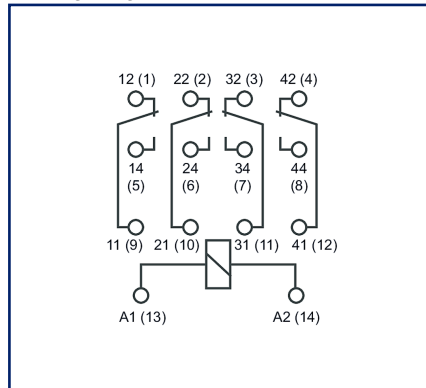 12 (1) 22 (2) 32 (3) 42 (4)
14 24 34 44
(5) (6) (7) (8)
11 (9) 21 (10) 31 (11) 41 (12)
A1 (13) A2 (14)